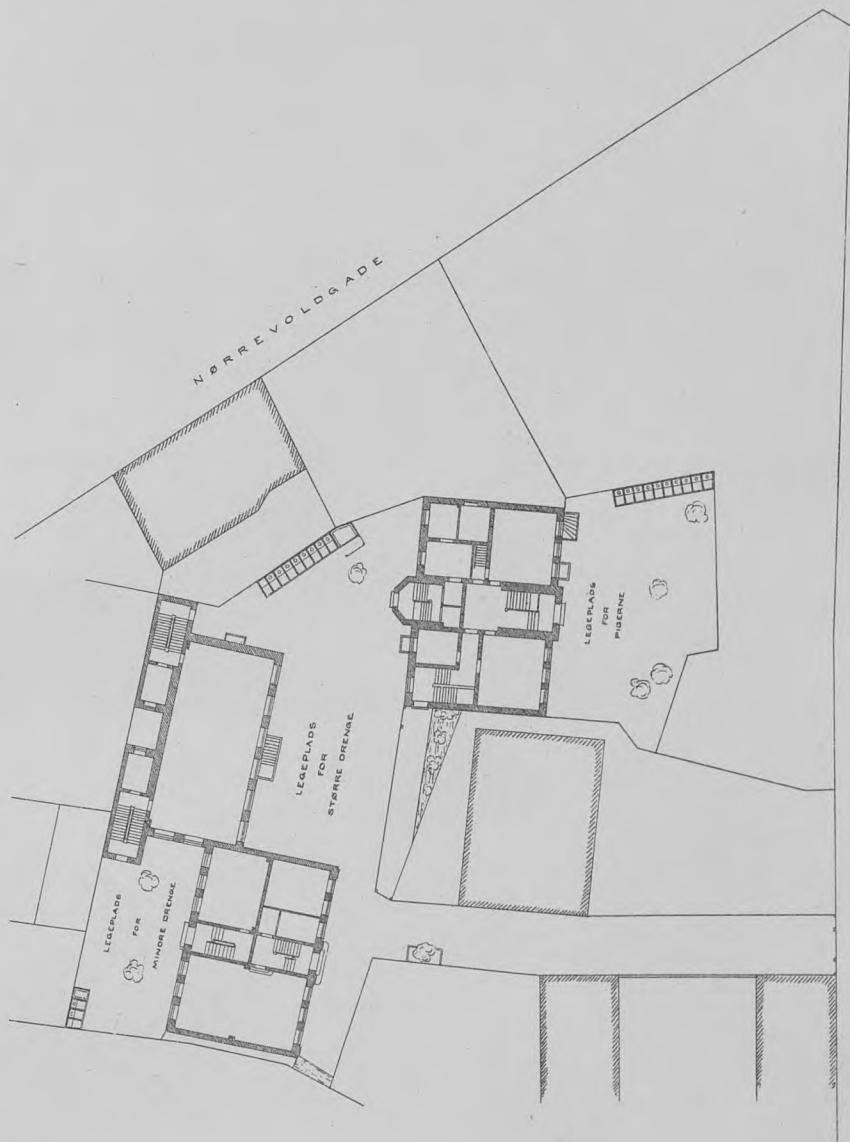 NØRREVOLDGADE
LEGEPLADS
FOR
PIGERNE
LEGEPLADS
FOR
STØRRE DRENGE
LEGEPLADS
FOR
MINDRE DRENGE